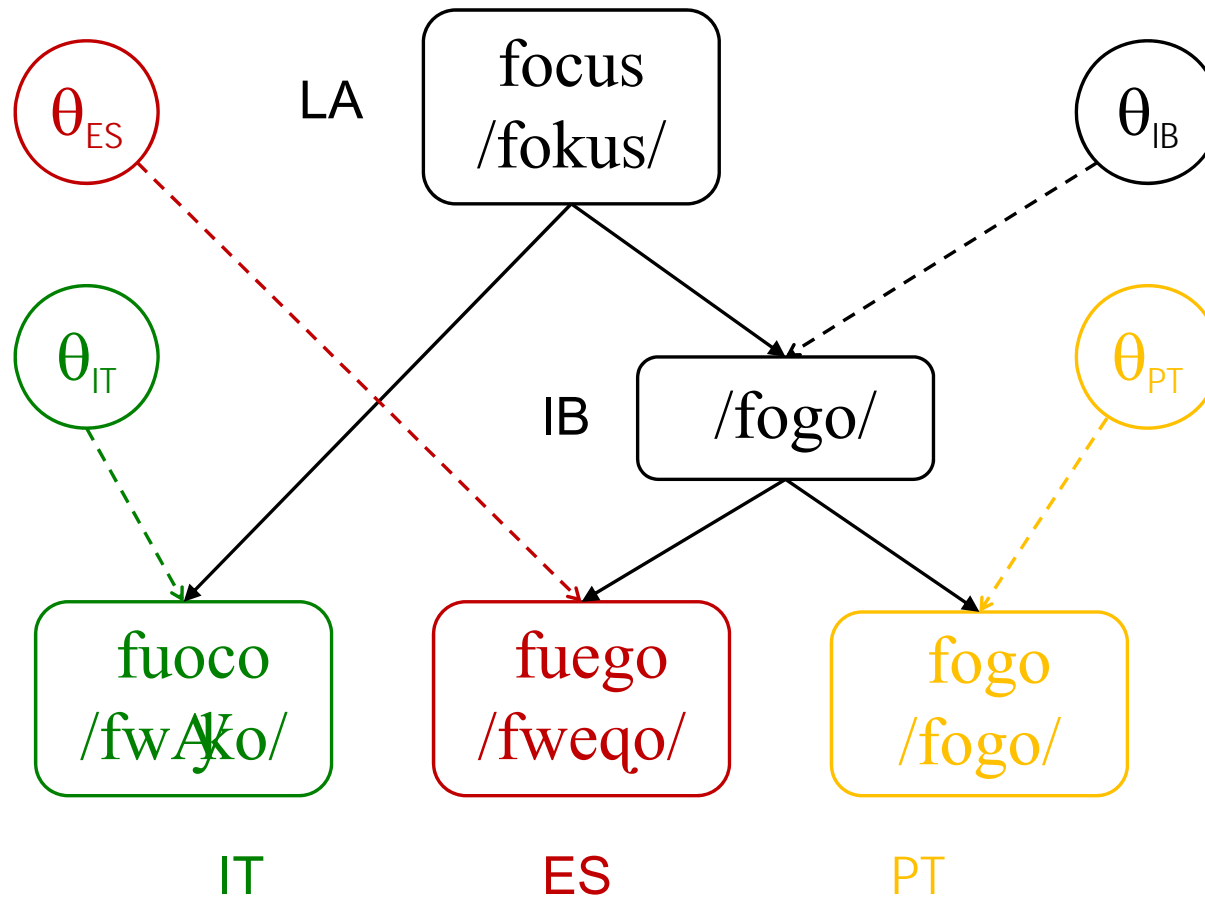 θES
LA
focus
/fokus/
θIB
θIT
IB
/fogo/
θPT
fuoco
fuego
/fweqo/
fogo
/fogo/
IT
ES
PT